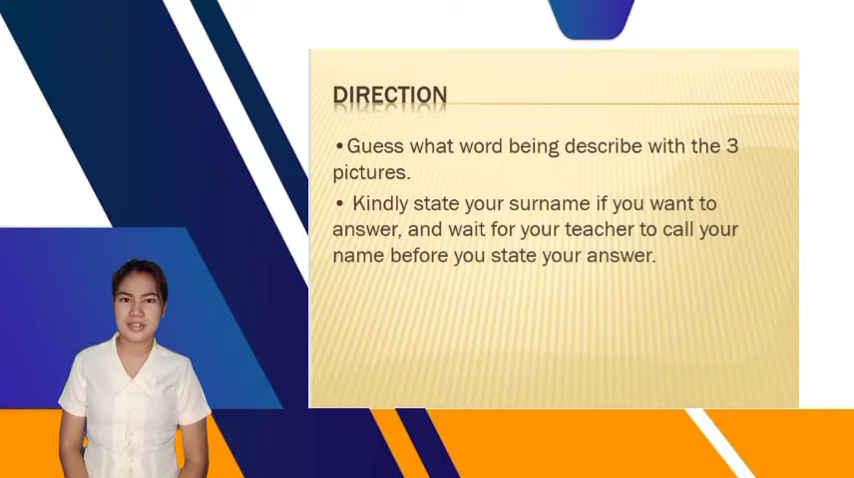 DIRECTION
•Guess what word being describe with the 3
pictures.
• Kindly state your surname if you want to
answer, and wait for your teacher to call your
name before you state your answer.